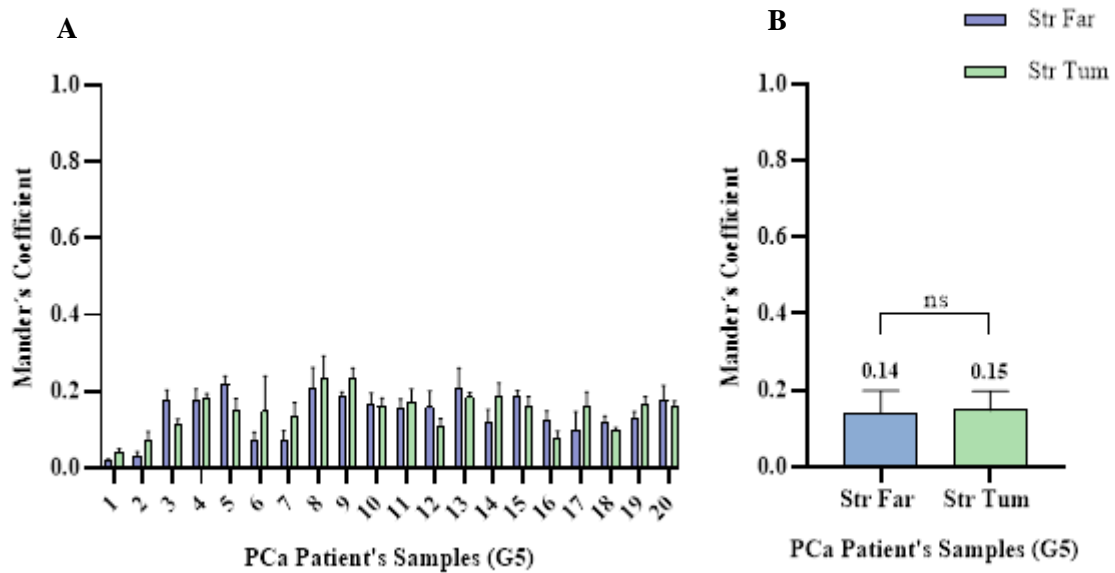 A
1.0
0.8
0.6
0.4
0.2
0.0
Mander´s Coefficient
1 2 3 4 5 6 7 8 9 10 11 12 13 14 15 16 17 18 19 20
PCa Patient's Samples (G5)
B
Str Far
Str Tum
1.0
0.8
0.6
0.4
0.2
0.0
Mander´s Coefficient
ns
0.14 0.15
Str Far Str Tum
PCa Patient's Samples (G5)